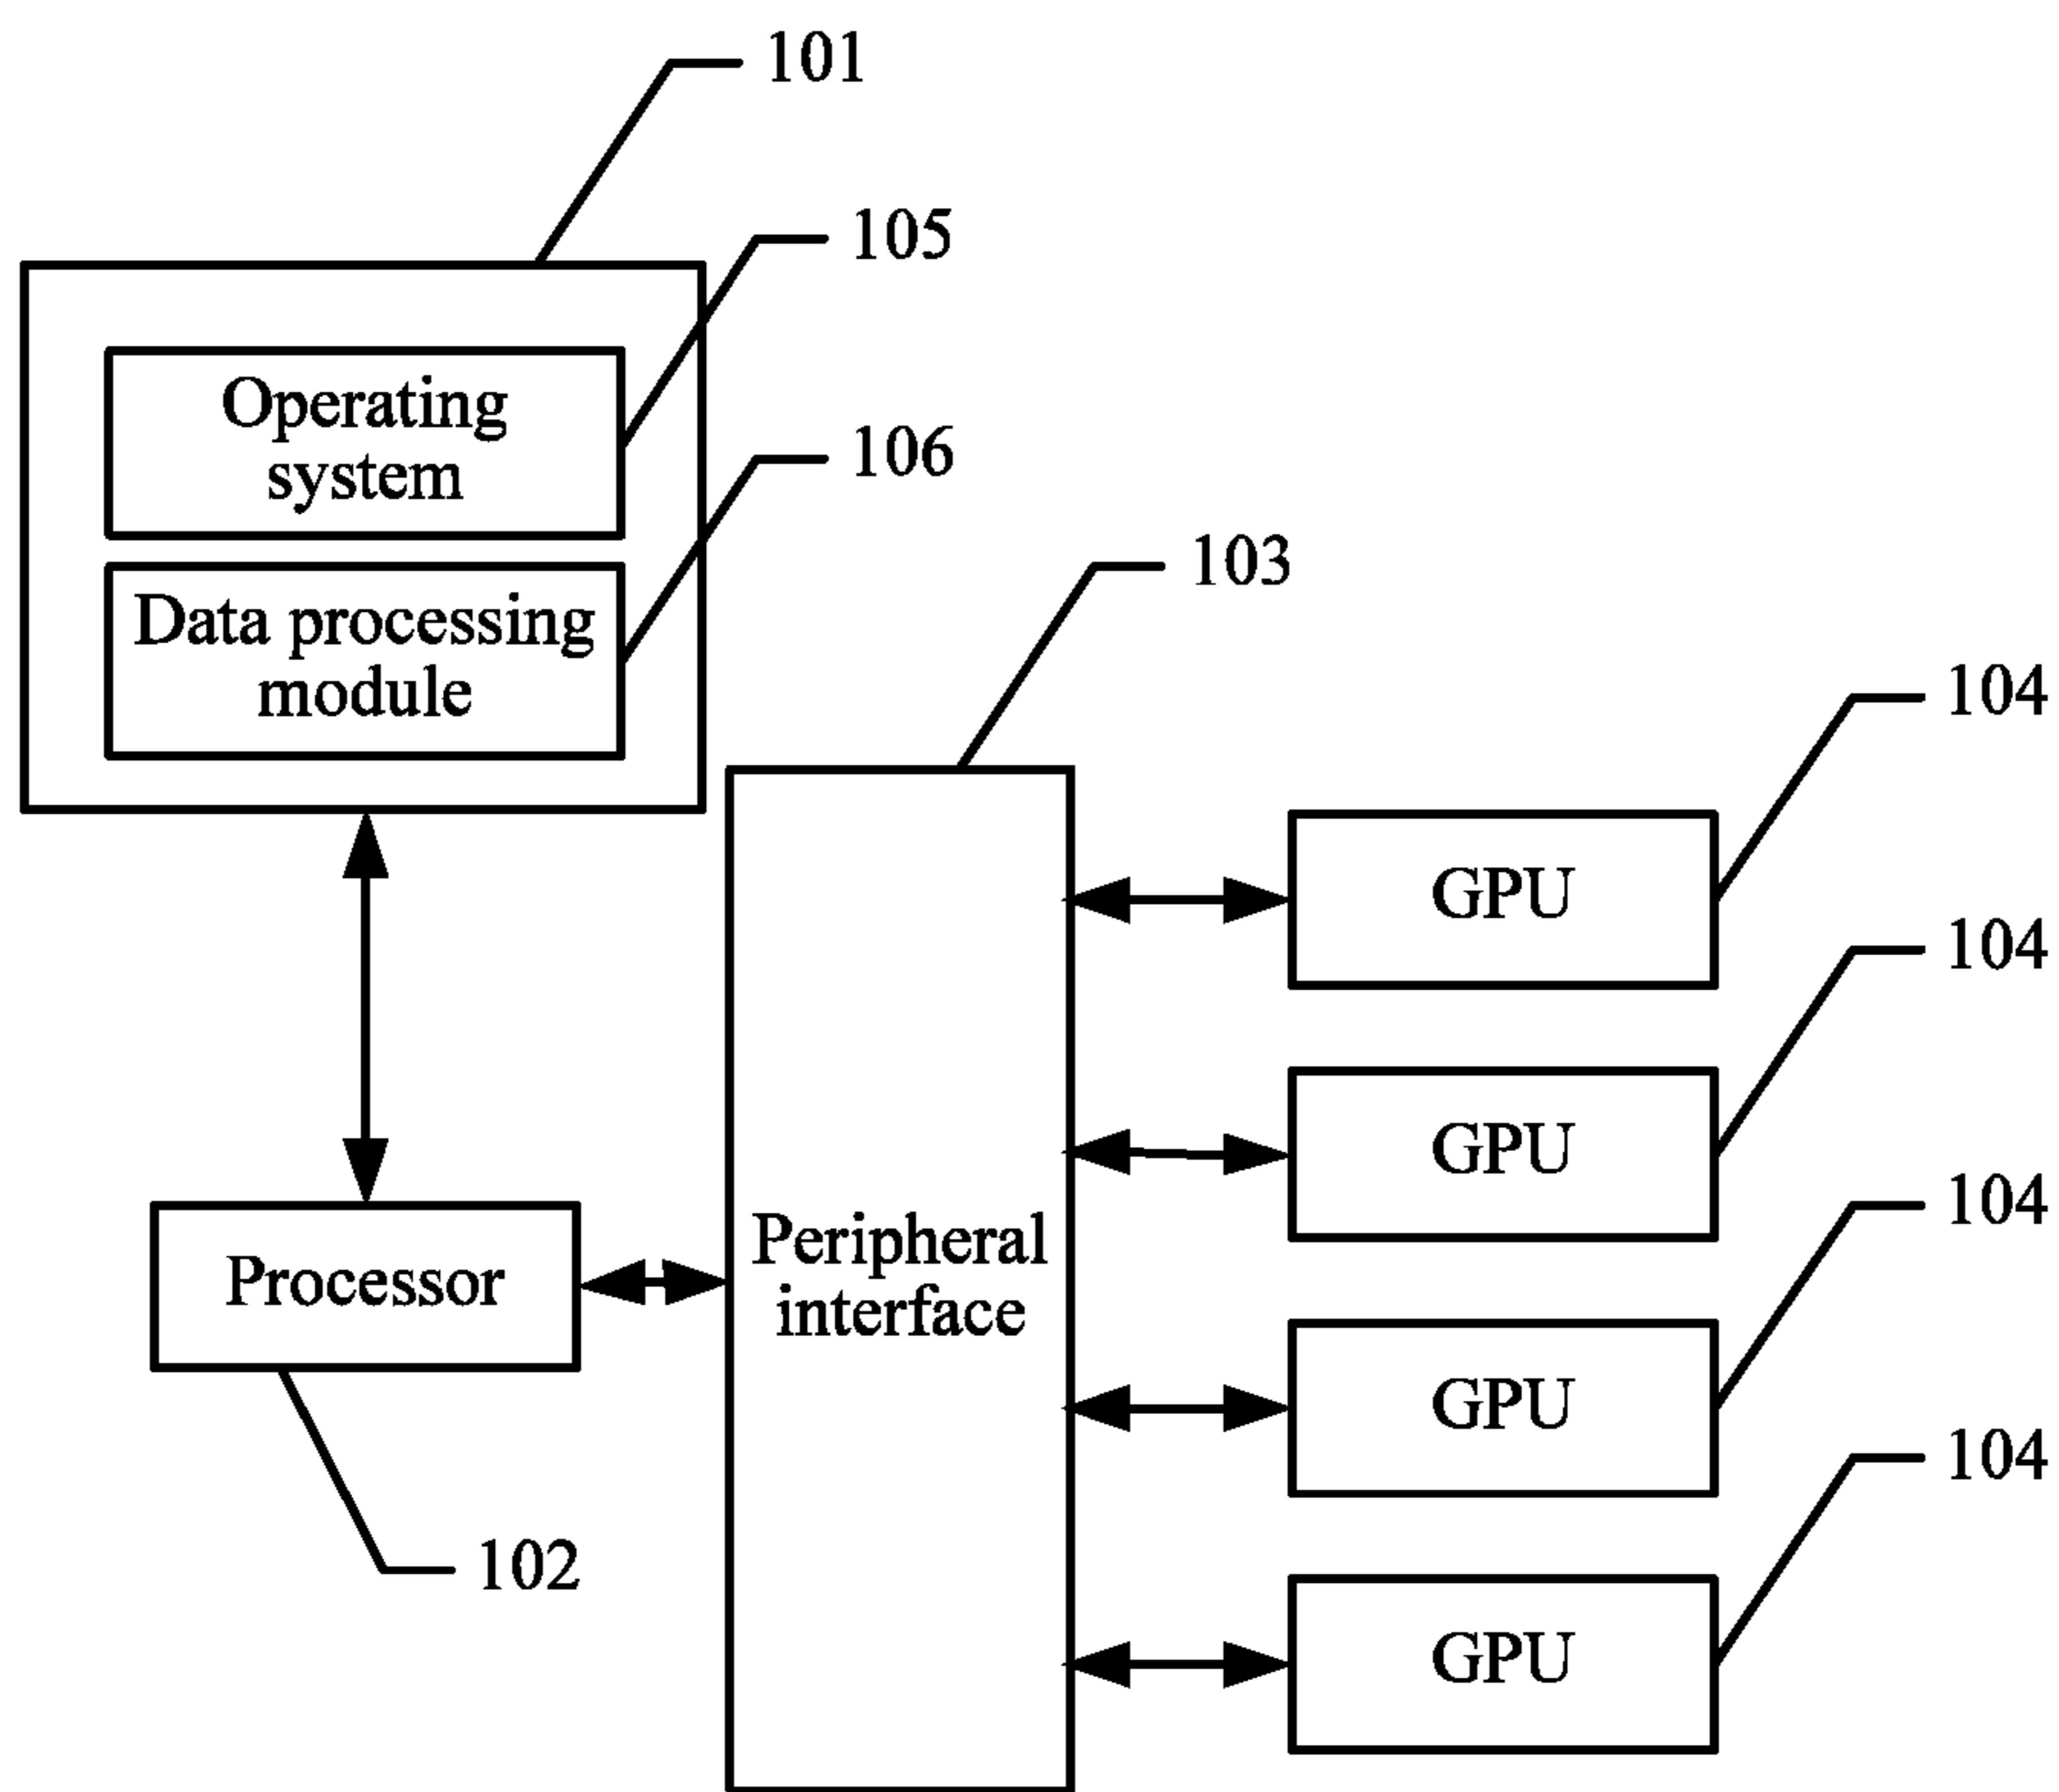 101
105
Operating
system
106
Data processing
module
103
104
GPU
104
GPU
104
Peripheral
interface
Processor
GPU
104
102
GPU